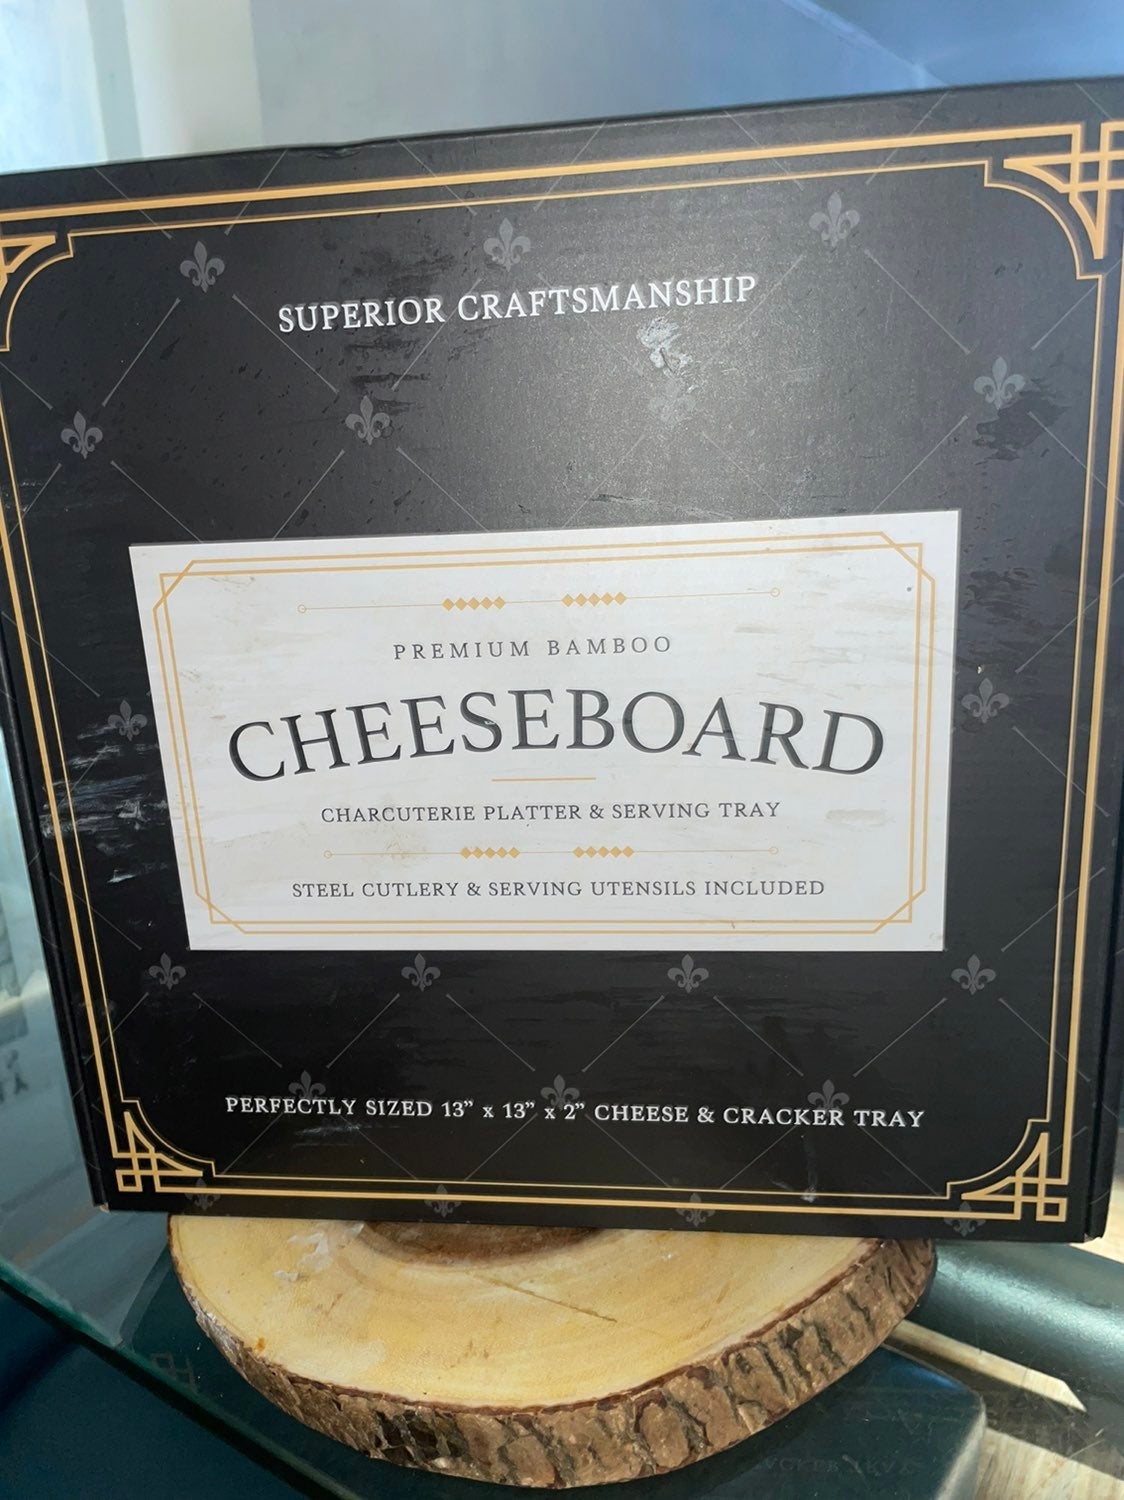 SUPERIOR CRAFTSMANSHIP
PREMIUM BAMBOO
CHEESEBOARD
CHARCUTERIE PLATTER & SERVING TRAY
STEEL CUTLERY & SERVING UTENSILS INCLUDED
PERFECTLY SIZED 13” x 13” x 2” CHEESE & CRACKER TRAY